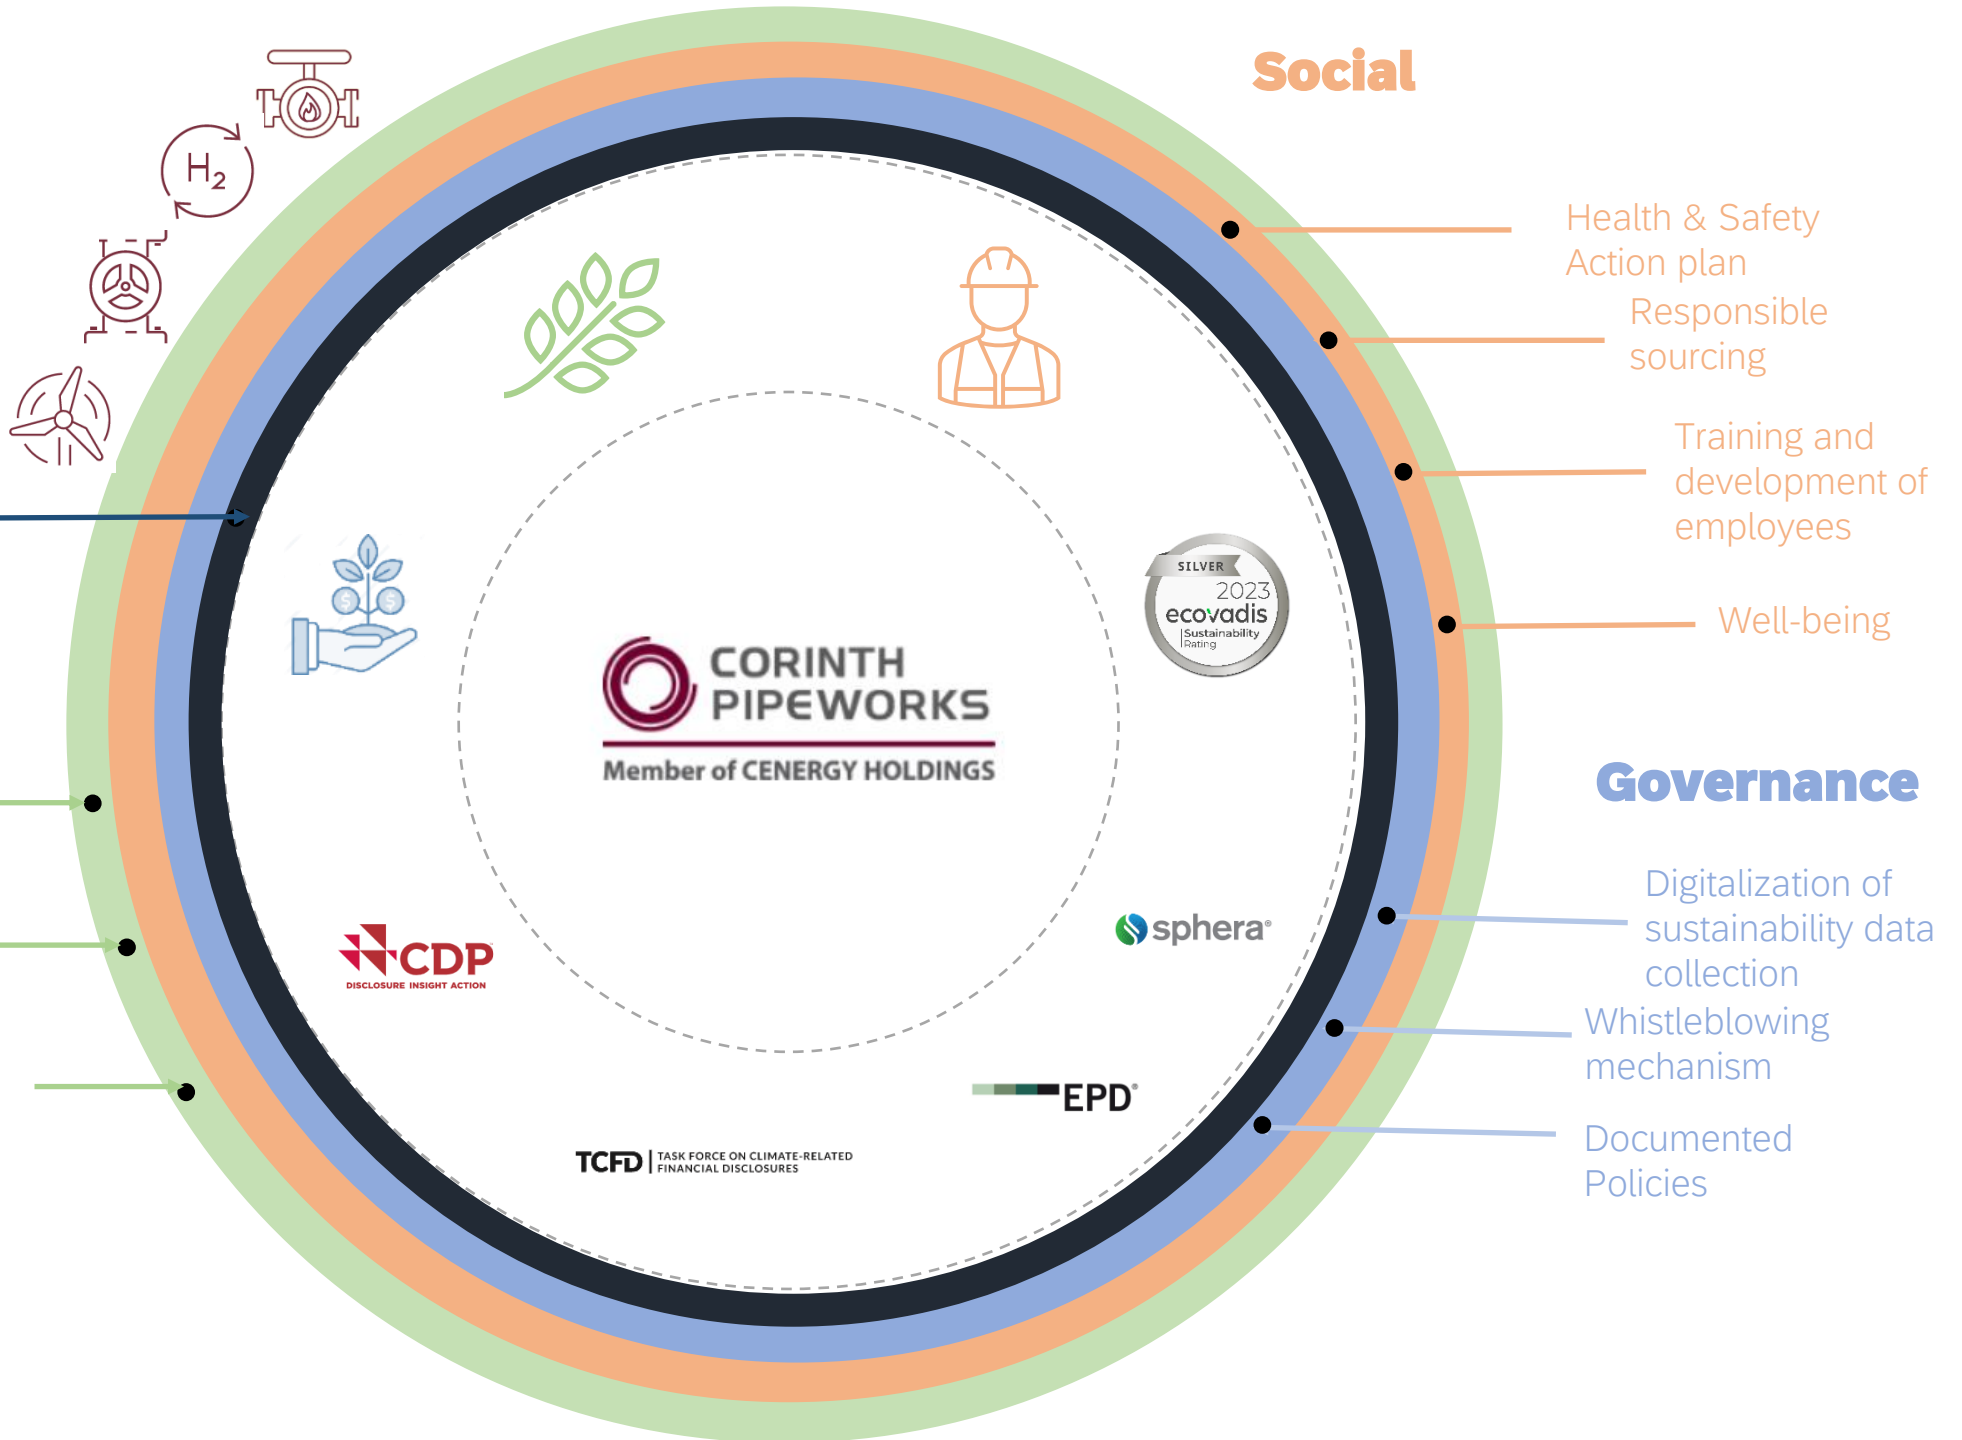 Social
H₂
Health & Safety
Action plan
Responsible
sourcing
Training and
development of
employees
Well-being
SILVER
2023
ecovadis
Sustainability
Rating
CORINTH
PIPEWORKS
Member of CENERGY HOLDINGS
Governance
Digitalization of
sustainability data
collection
Whistleblowing
mechanism
Documented
Policies
sphera®
CDP
DISCLOSURE INSIGHT ACTION
EPD®
TCFD | TASK FORCE ON CLIMATE-RELATED
FINANCIAL DISCLOSURES